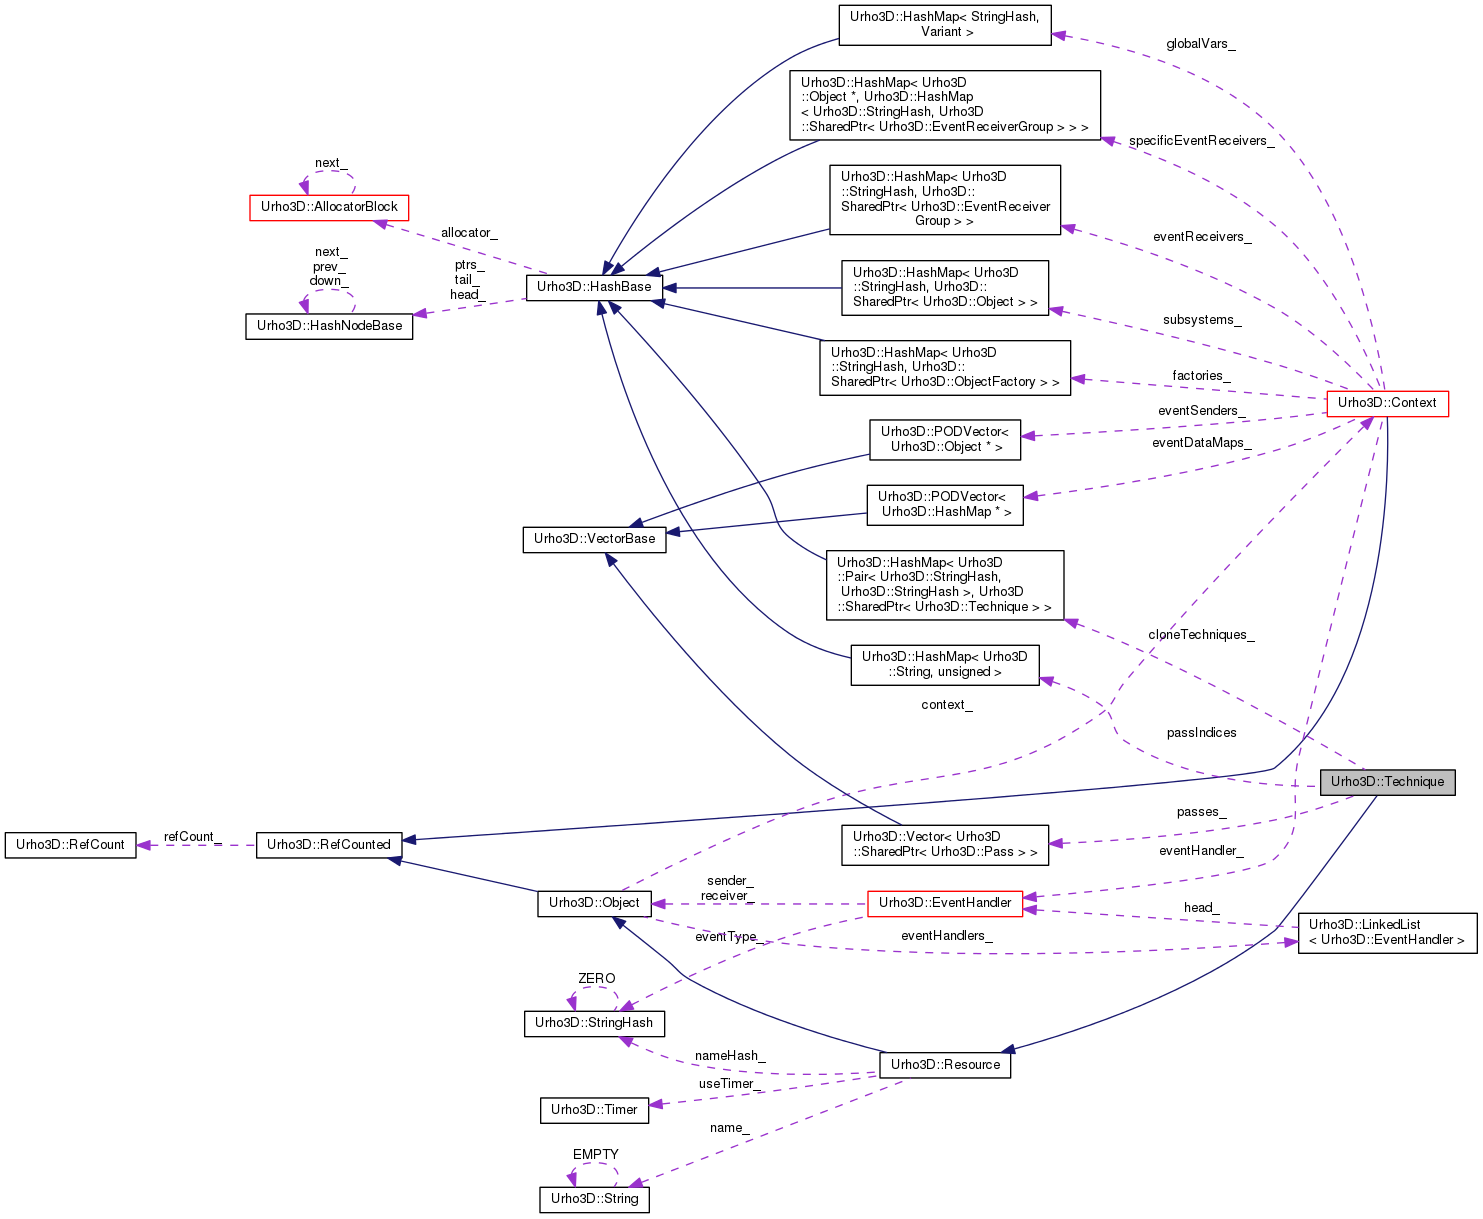 Urho3D::HashMap< StringHash,
Variant >
globalVars_
Urho3D::HashMap< Urho3D
::Object *, Urho3D::HashMap
< Urho3D::StringHash, Urho3D
::SharedPtr< Urho3D::EventReceiverGroup > > >
specificEventReceivers_
next_
Urho3D::AllocatorBlock
Urho3D::HashMap< Urho3D
::StringHash, Urho3D::
SharedPtr< Urho3D::EventReceiver
Group > >
allocator_
eventReceivers_
next_
prev_
down_
ptrs_
tail_
head_
Urho3D::HashBase
Urho3D::HashMap< Urho3D
::StringHash, Urho3D::
SharedPtr< Urho3D::Object > >
subsystems_
Urho3D::HashNodeBase
Urho3D::HashMap< Urho3D
::StringHash, Urho3D::
SharedPtr< Urho3D::ObjectFactory > >
factories_
Urho3D::Context
eventSenders_
Urho3D::PODVector<
Urho3D::Object * >
eventDataMaps_
Urho3D::PODVector<
Urho3D::HashMap * >
Urho3D::VectorBase
Urho3D::HashMap< Urho3D
::Pair< Urho3D::StringHash,
Urho3D::StringHash >, Urho3D
::SharedPtr< Urho3D::Technique > >
cloneTechniques_
Urho3D::HashMap< Urho3D
::String, unsigned >
context_
passIndices
Urho3D::Technique
passes_
Urho3D::RefCount
refCount_
Urho3D::RefCounted
Urho3D::Vector< Urho3D
::SharedPtr< Urho3D::Pass > >
eventHandler_
sender_
receiver_
Urho3D::Object
Urho3D::EventHandler
head_
Urho3D::LinkedList
< Urho3D::EventHandler >
eventType_
eventHandlers_
ZERO
Urho3D::StringHash
nameHash_
Urho3D::Resource
useTimer_
Urho3D::Timer
name_
EMPTY
Urho3D::String